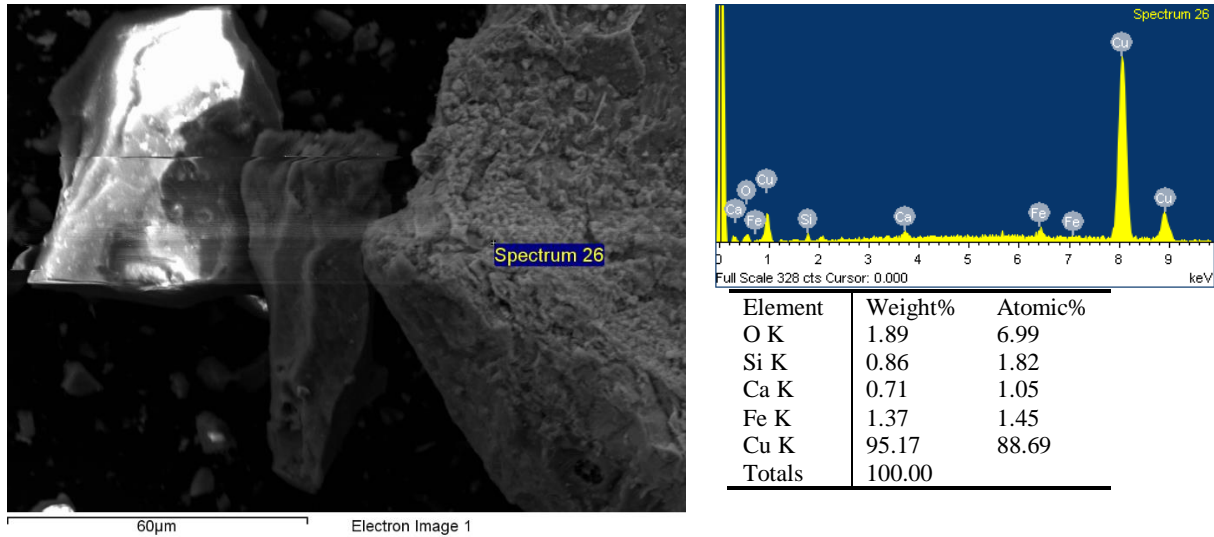 Spectrum 26
60µm
Electron Image 1
Spectrum 26
Ca
O
Fe
Cu
Si
Ca
Fe
Fe
Cu
Cu
0 1 2 3 4 5 6 7 8 9
Full Scale 328 cts Cursor: 0.000 keV
Element Weight% Atomic%
O K 1.89 6.99
Si K 0.86 1.82
Ca K 0.71 1.05
Fe K 1.37 1.45
Cu K 95.17 88.69
Totals 100.00